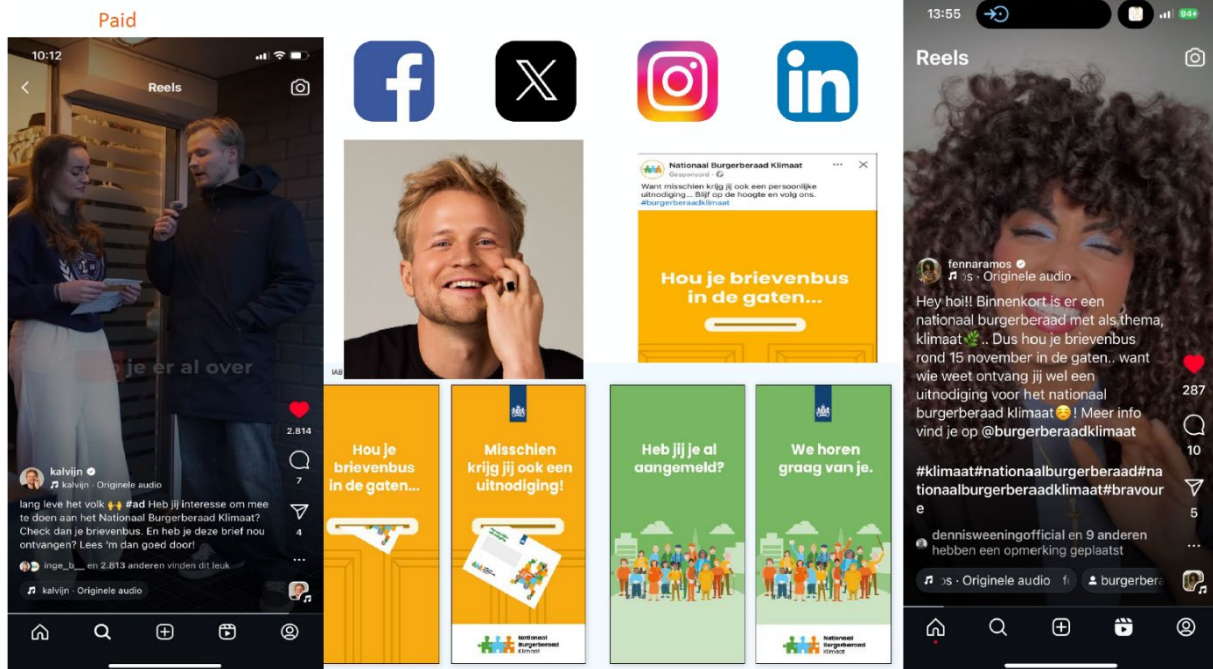 Paid
10:12
Reels
je er al over
2.814
7
4
kalvijn
kalvijn · Originele audio
lang leve het volk 🙌 #ad Heb jij interesse om mee
te doen aan het Nationaal Burgerberaad Klimaat?
Check dan je brievenbus. En heb je deze brief nou
ontvangen? Lees 'm dan goed door!
inge_b__ en 2.813 anderen vinden dit leuk
kalvijn · Originele audio
f
X
in
Nationaal Burgerberaad Klimaat
Gesponsord
Want misschien krijg jij ook een persoonlijke
uitnodiging... Blijf op de hoogte en volg ons.
#burgerberaadklimaat
Hou je brievenbus
in de gaten...
Hou je
brievenbus
in de gaten...
Misschien
krijg jij ook een
uitnodiging!
Nationaal
Burgerberaad
Klimaat
Heb jij je al
aangemeld?
We horen
graag van je.
Nationaal
Burgerberaad
Klimaat
13:55
94+
Reels
fennaramos
os · Originele audio
Hey hoi!! Binnenkort is er een
nationaal burgerberaad met als thema,
klimaat🌿.. Dus hou je brievenbus
rond 15 november in de gaten.. want
wie weet ontvang jij wel een
uitnodiging voor het nationaal
burgerberaad klimaat☺️! Meer info
vind je op @burgerberaadklimaat
#klimaat#nationaalburgerberaad#na
tionaalburgerberaadklimaat#bravour
e
287
10
5
dennisweeningofficial en 9 anderen
hebben een opmerking geplaatst
os · Originele audio
burgerbera